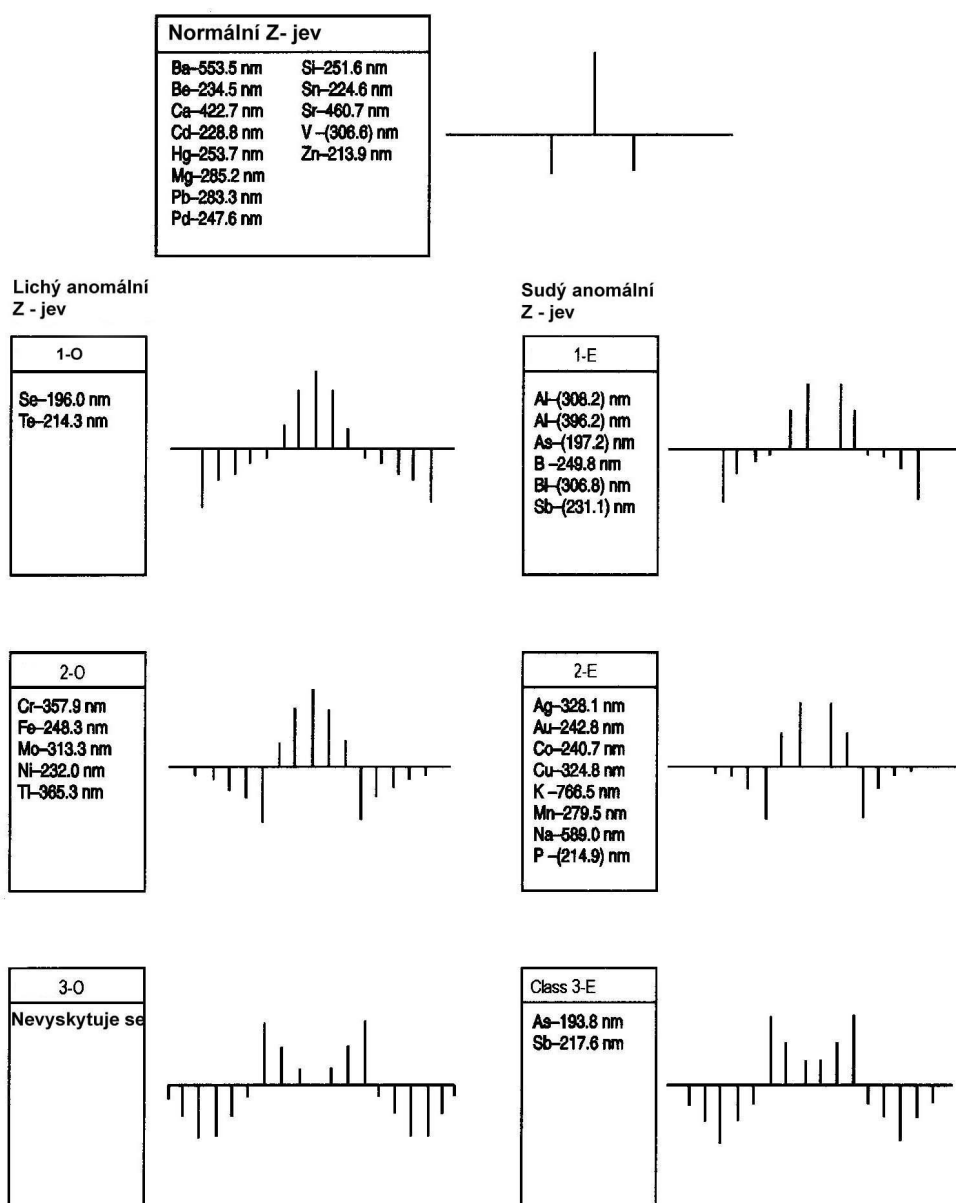 Normální Z- jev
Ba–553.5 nm
Be–234.5 nm
Ca–422.7 nm
Cd–228.8 nm
Hg–253.7 nm
Mg–285.2 nm
Pb–283.3 nm
Pd–247.6 nm
Si–251.6 nm
Sn–224.6 nm
Sr–460.7 nm
V –(306.6) nm
Zn–213.9 nm
Lichý anomální
Z - jev
1-O
Se–196.0 nm
Te–214.3 nm
Sudý anomální
Z - jev
1-E
Al–(308.2) nm
Al–(396.2) nm
As–(197.2) nm
B –249.8 nm
Bi–(306.8) nm
Sb–(231.1) nm
2-O
Cr–357.9 nm
Fe–248.3 nm
Mo–313.3 nm
Ni–232.0 nm
Ti–365.3 nm
2-E
Ag–328.1 nm
Au–242.8 nm
Co–240.7 nm
Cu–324.8 nm
K –766.5 nm
Mn–279.5 nm
Na–589.0 nm
P –(214.9) nm
3-O
Nevyskytuje se
Class 3-E
As–193.8 nm
Sb–217.6 nm